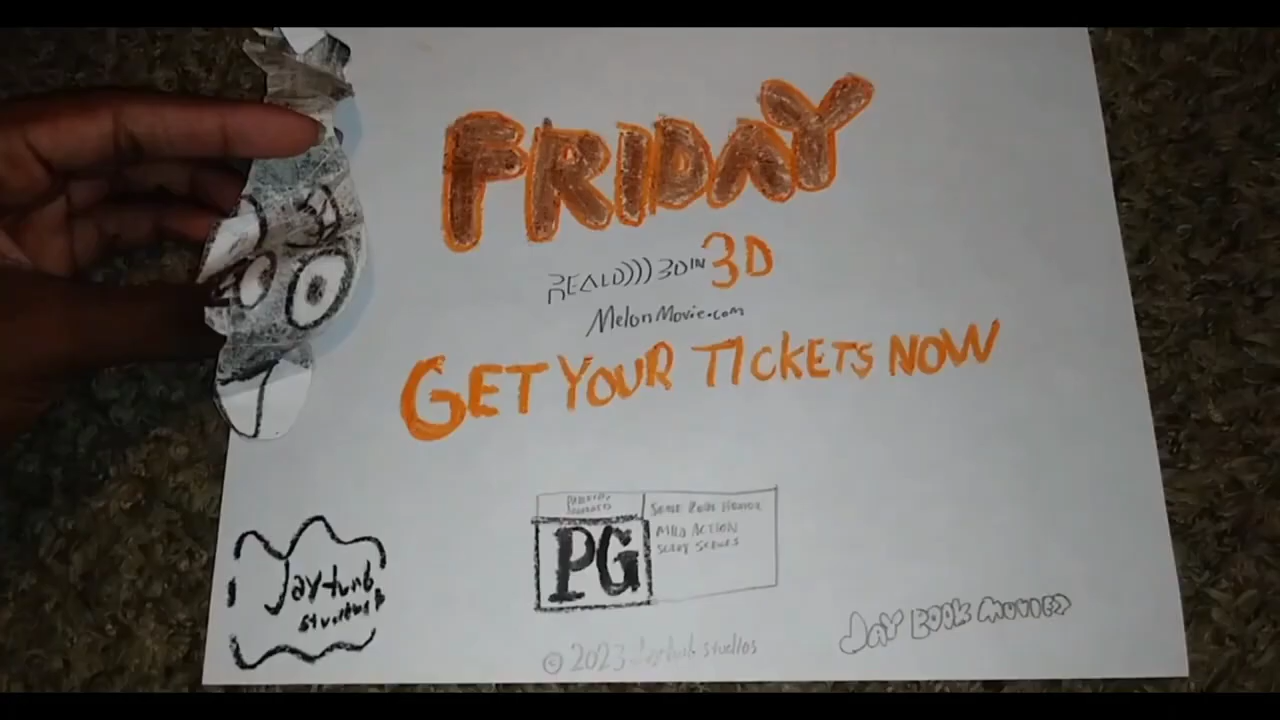 FRIDAY
REALD))) 3D IN 3D
MelonMovie.com
GET YOUR TICKETS NOW
PG
SOME RUDE HUMOR
MILD ACTION
SCARY SCENES
Jaytub
Studios
JAY BOOK MOVIES
© 2023 studios